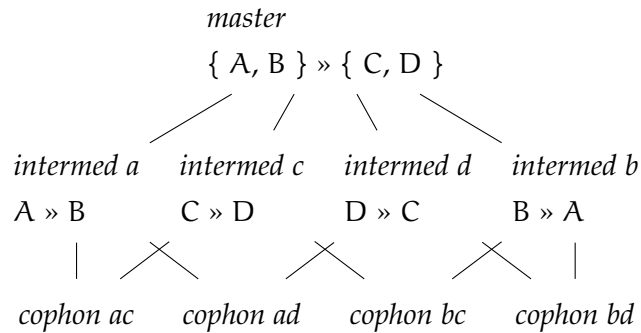 master
{ A, B } » { C, D }
intermed a intermed c intermed d intermed b
A » B C » D D » C B » A
cophon ac cophon ad cophon bc cophon bd